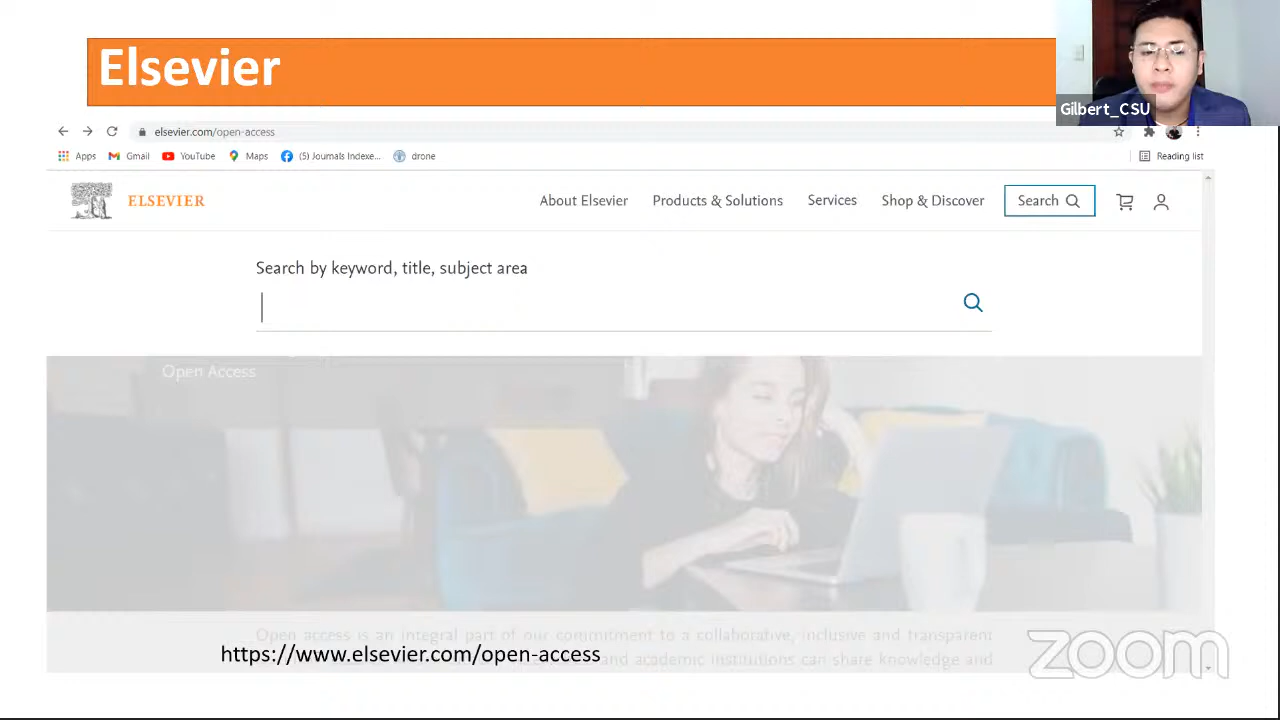 Elsevier
Gilbert_CSU
elsevier.com/open-access
Apps Gmail YouTube Maps (5) Journals Indexe... drone Reading list
ELSEVIER About Elsevier Products & Solutions Services Shop & Discover Search
Search by keyword, title, subject area
Open Access
Open access is an integral part of our commitment to a collaborative, inclusive and transparent
and academic institutions can share knowledge and
https://www.elsevier.com/open-access
zoom